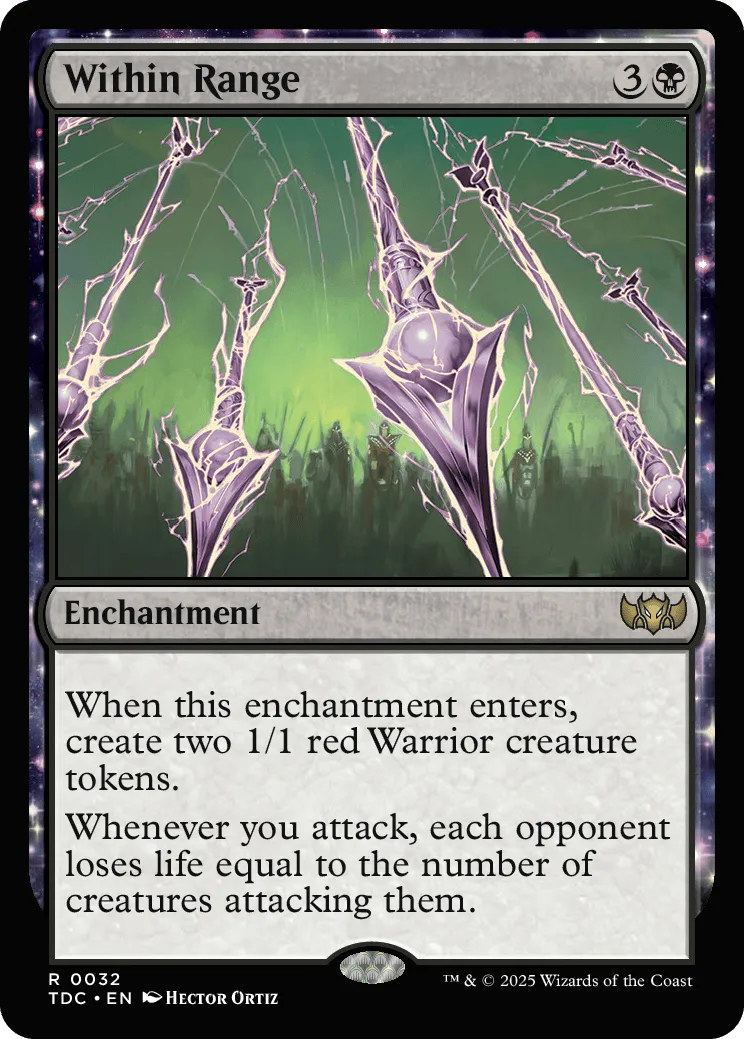 Within Range 3
Enchantment
When this enchantment enters,
create two 1/1 red Warrior creature
tokens.
Whenever you attack, each opponent
loses life equal to the number of
creatures attacking them.
R 0032
TDC • EN Hector Ortiz
™ & © 2025 Wizards of the Coast